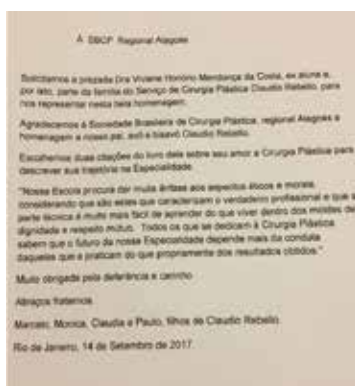 À SBCP Regional Alagoas
Solicitamos a prezada Dra Viviane Honório Mendonça da Costa, ex aluna e,
por isto, parte da família do Serviço de Cirurgia Plástica Claudio Rebello, para
nos representar nesta bela homenagem.
Agradecemos à Sociedade Brasileira de Cirurgia Plástica, regional Alagoas a
homenagem a nosso pai, avô e bisavô Claudio Rebello.
Escolhemos duas citações do livro dele sobre seu amor a Cirurgia Plástica para
descrever sua trajetória na Especialidade.
"Nossa Escola procura dar muita ênfase aos aspectos éticos e morais,
considerando que são estes que caracterizam o verdadeiro profissional e que a
parte técnica é muito mais fácil de aprender do que viver dentro dos moldes de
dignidade e respeito mútuo. Todos os que se dedicam à Cirurgia Plástica
sabem que o futuro da nossa Especialidade depende mais da conduta
daqueles que a praticam do que propriamente dos resultados obtidos."
Muito obrigada pela deferência e carinho
Abraços fraternos
Marcelo, Monica, Claudia e Paulo, filhos de Claudio Rebello.
Rio de Janeiro, 14 de Setembro de 2017.